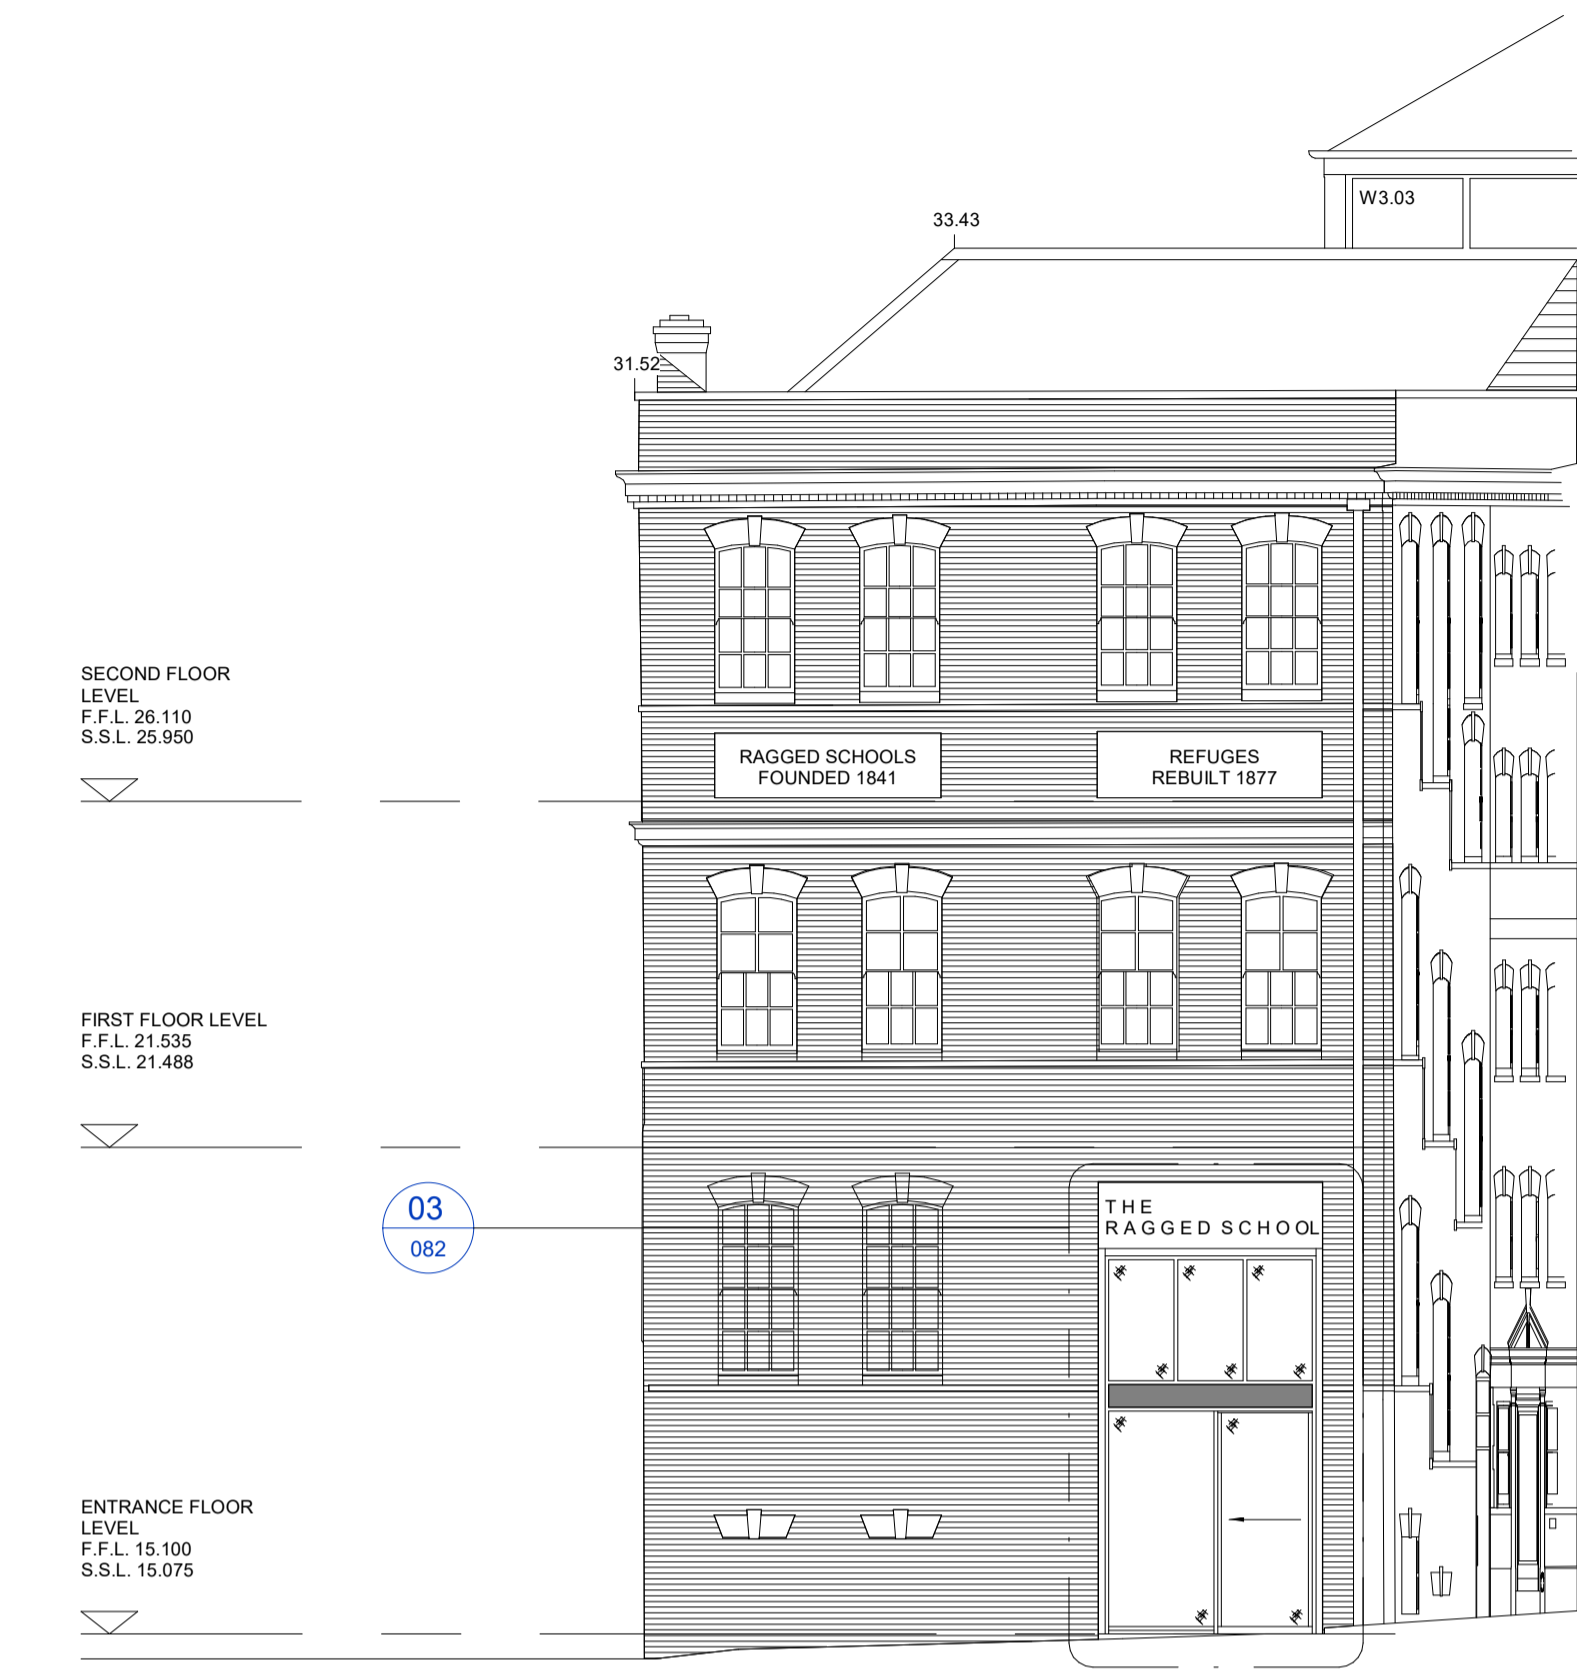 W3.03
33.43
31.52
SECOND FLOOR
LEVEL
F.F.L. 26.110
S.S.L. 25.950
RAGGED SCHOOLS
FOUNDED 1841
REFUGES
REBUILT 1877
FIRST FLOOR LEVEL
F.F.L. 21.535
S.S.L. 21.488
03
082
THE
RAGGED SCHOOL
ENTRANCE FLOOR
LEVEL
F.F.L. 15.100
S.S.L. 15.075